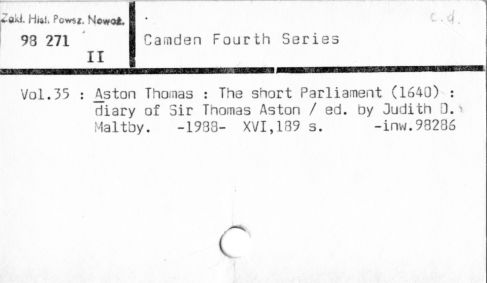 Zakł. Hist. Powsz. Nowoż.
c.d.
98 271
II
Camden Fourth Series
Vol.35 : Aston Thomas : The short Parliament (1640) :
diary of Sir Thomas Aston / ed. by Judith D.
Maltby. -1988- XVI,189 s. -inw.98286